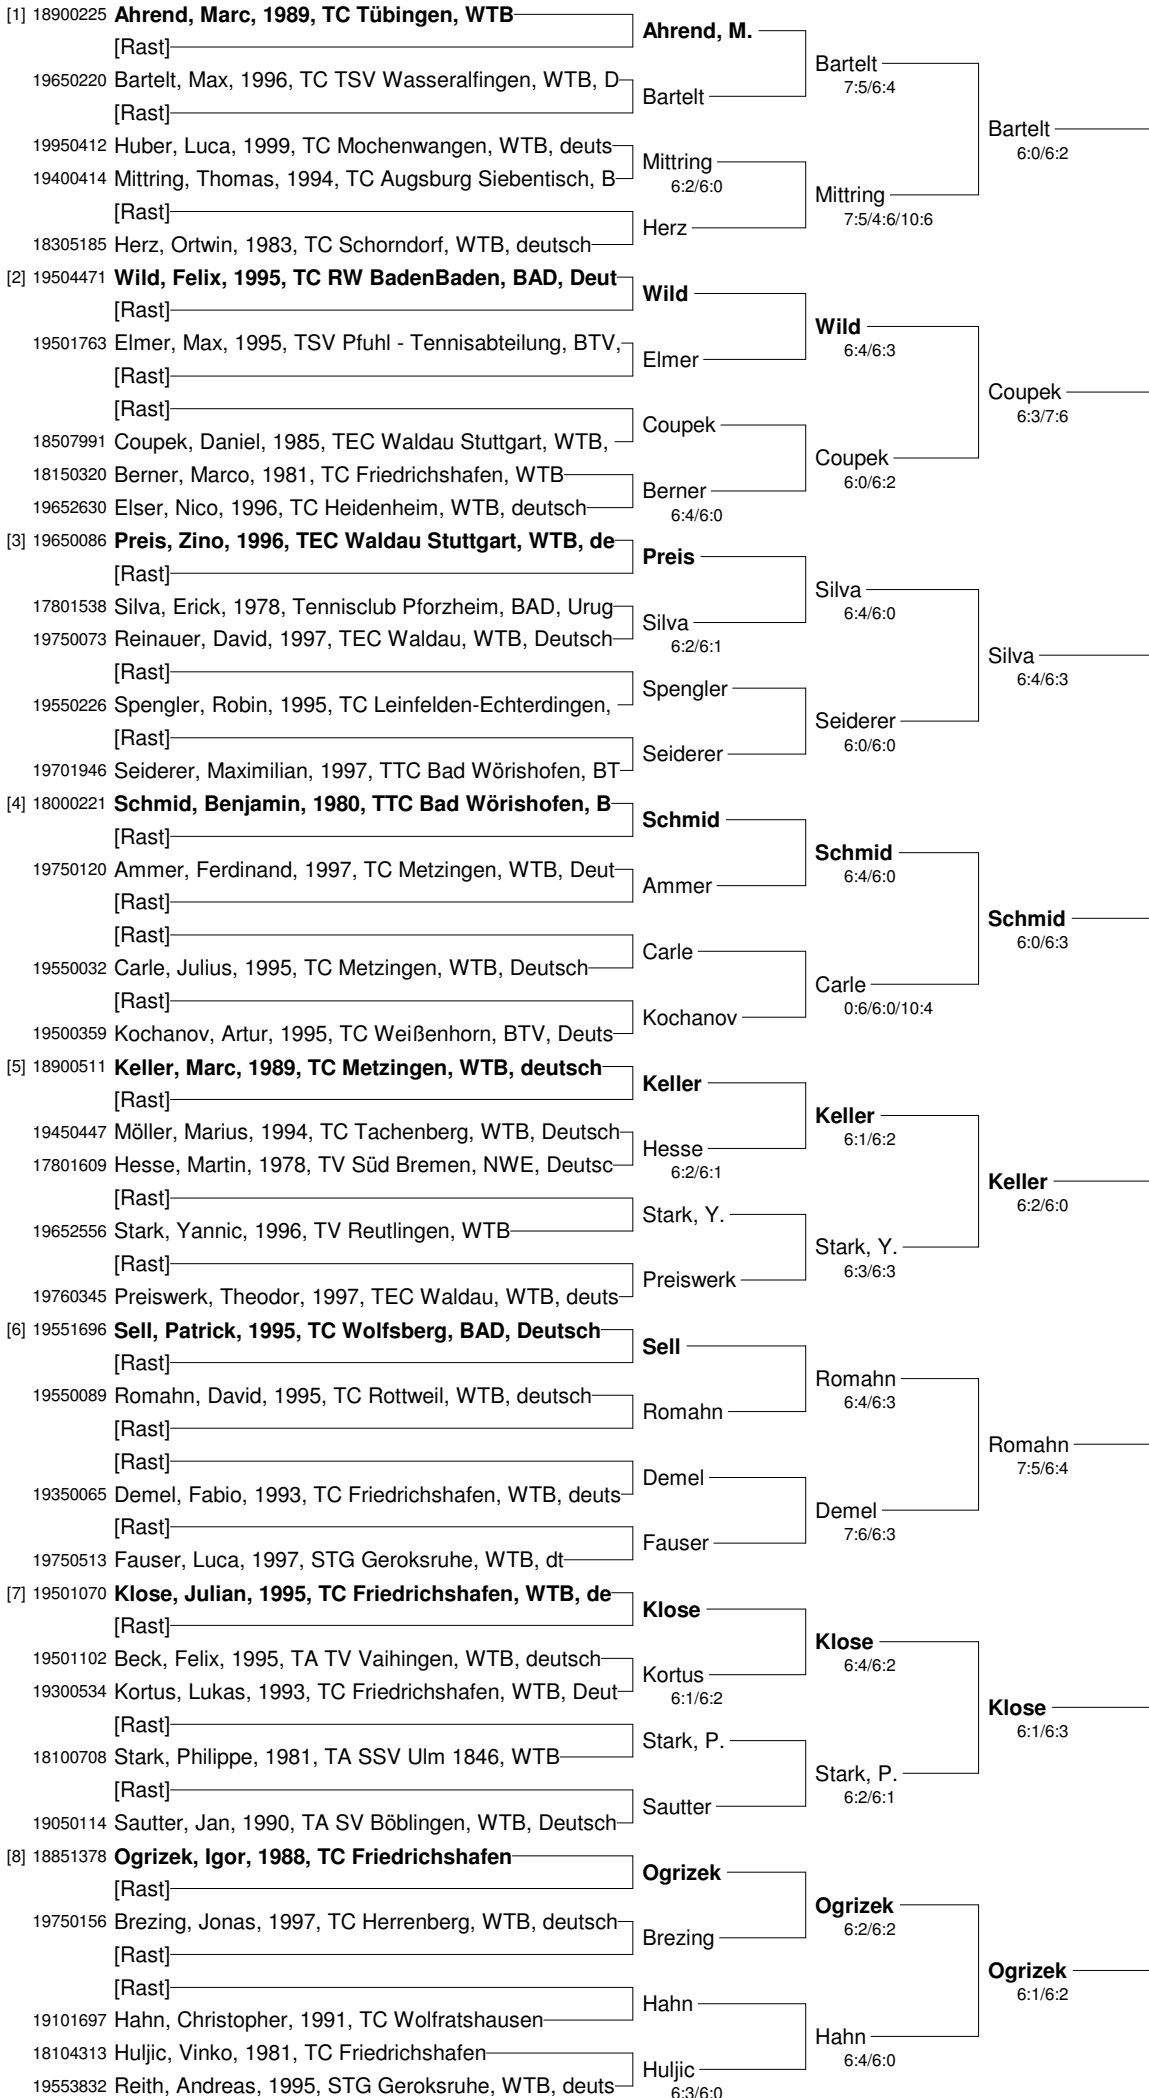 [1] 18900225 Ahrend, Marc, 1989, TC Tübingen, WTB
[Rast]
Ahrend, M.
19650220 Bartelt, Max, 1996, TC TSV Wasseralfingen, WTB, D
[Rast]
Bartelt
Bartelt
7:5/6:4
19950412 Huber, Luca, 1999, TC Mochenwangen, WTB, deuts
19400414 Mittring, Thomas, 1994, TC Augsburg Siebentisch, B
Mittring
6:2/6:0
[Rast]
18305185 Herz, Ortwin, 1983, TC Schorndorf, WTB, deutsch
Herz
Mittring
7:5/4:6/10:6
Bartelt
6:0/6:2
[2] 19504471 Wild, Felix, 1995, TC RW BadenBaden, BAD, Deut
[Rast]
Wild
19501763 Elmer, Max, 1995, TSV Pfuhl - Tennisabteilung, BTV,
[Rast]
Elmer
Wild
6:4/6:3
[Rast]
18507991 Coupek, Daniel, 1985, TEC Waldau Stuttgart, WTB,
Coupek
18150320 Berner, Marco, 1981, TC Friedrichshafen, WTB
19652630 Elser, Nico, 1996, TC Heidenheim, WTB, deutsch
Berner
6:4/6:0
Coupek
6:0/6:2
Coupek
6:3/7:6
[3] 19650086 Preis, Zino, 1996, TEC Waldau Stuttgart, WTB, de
[Rast]
Preis
17801538 Silva, Erick, 1978, Tennisclub Pforzheim, BAD, Urug
19750073 Reinauer, David, 1997, TEC Waldau, WTB, Deutsch
Silva
6:2/6:1
Silva
6:4/6:0
[Rast]
19550226 Spengler, Robin, 1995, TC Leinfelden-Echterdingen,
Spengler
[Rast]
19701946 Seiderer, Maximilian, 1997, TTC Bad Wörishofen, BT
Seiderer
Seiderer
6:0/6:0
Silva
6:4/6:3
[4] 18000221 Schmid, Benjamin, 1980, TTC Bad Wörishofen, B
[Rast]
Schmid
19750120 Ammer, Ferdinand, 1997, TC Metzingen, WTB, Deut
[Rast]
Ammer
Schmid
6:4/6:0
[Rast]
19550032 Carle, Julius, 1995, TC Metzingen, WTB, Deutsch
Carle
[Rast]
19500359 Kochanov, Artur, 1995, TC Weißenhorn, BTV, Deuts
Kochanov
Carle
0:6/6:0/10:4
Schmid
6:0/6:3
[5] 18900511 Keller, Marc, 1989, TC Metzingen, WTB, deutsch
[Rast]
Keller
19450447 Möller, Marius, 1994, TC Tachenberg, WTB, Deutsch
17801609 Hesse, Martin, 1978, TV Süd Bremen, NWE, Deutsc
Hesse
6:2/6:1
Keller
6:1/6:2
[Rast]
19652556 Stark, Yannic, 1996, TV Reutlingen, WTB
Stark, Y.
[Rast]
19760345 Preiswerk, Theodor, 1997, TEC Waldau, WTB, deuts
Preiswerk
Stark, Y.
6:3/6:3
Keller
6:2/6:0
[6] 19551696 Sell, Patrick, 1995, TC Wolfsberg, BAD, Deutsch
[Rast]
Sell
19550089 Romahn, David, 1995, TC Rottweil, WTB, deutsch
[Rast]
Romahn
Romahn
6:4/6:3
[Rast]
19350065 Demel, Fabio, 1993, TC Friedrichshafen, WTB, deuts
Demel
[Rast]
19750513 Fauser, Luca, 1997, STG Geroksruhe, WTB, dt
Fauser
Demel
7:6/6:3
Romahn
7:5/6:4
[7] 19501070 Klose, Julian, 1995, TC Friedrichshafen, WTB, de
[Rast]
Klose
19501102 Beck, Felix, 1995, TA TV Vaihingen, WTB, deutsch
19300534 Kortus, Lukas, 1993, TC Friedrichshafen, WTB, Deut
Kortus
6:1/6:2
Klose
6:4/6:2
[Rast]
18100708 Stark, Philippe, 1981, TA SSV Ulm 1846, WTB
Stark, P.
[Rast]
19050114 Sautter, Jan, 1990, TA SV Böblingen, WTB, Deutsch
Sautter
Stark, P.
6:2/6:1
Klose
6:1/6:3
[8] 18851378 Ogrizek, Igor, 1988, TC Friedrichshafen
[Rast]
Ogrizek
19750156 Brezing, Jonas, 1997, TC Herrenberg, WTB, deutsch
[Rast]
Brezing
Ogrizek
6:2/6:2
[Rast]
19101697 Hahn, Christopher, 1991, TC Wolfratshausen
Hahn
18104313 Huljic, Vinko, 1981, TC Friedrichshafen
19553832 Reith, Andreas, 1995, STG Geroksruhe, WTB, deuts
Huljic
6:3/6:0
Hahn
6:4/6:0
Ogrizek
6:1/6:2